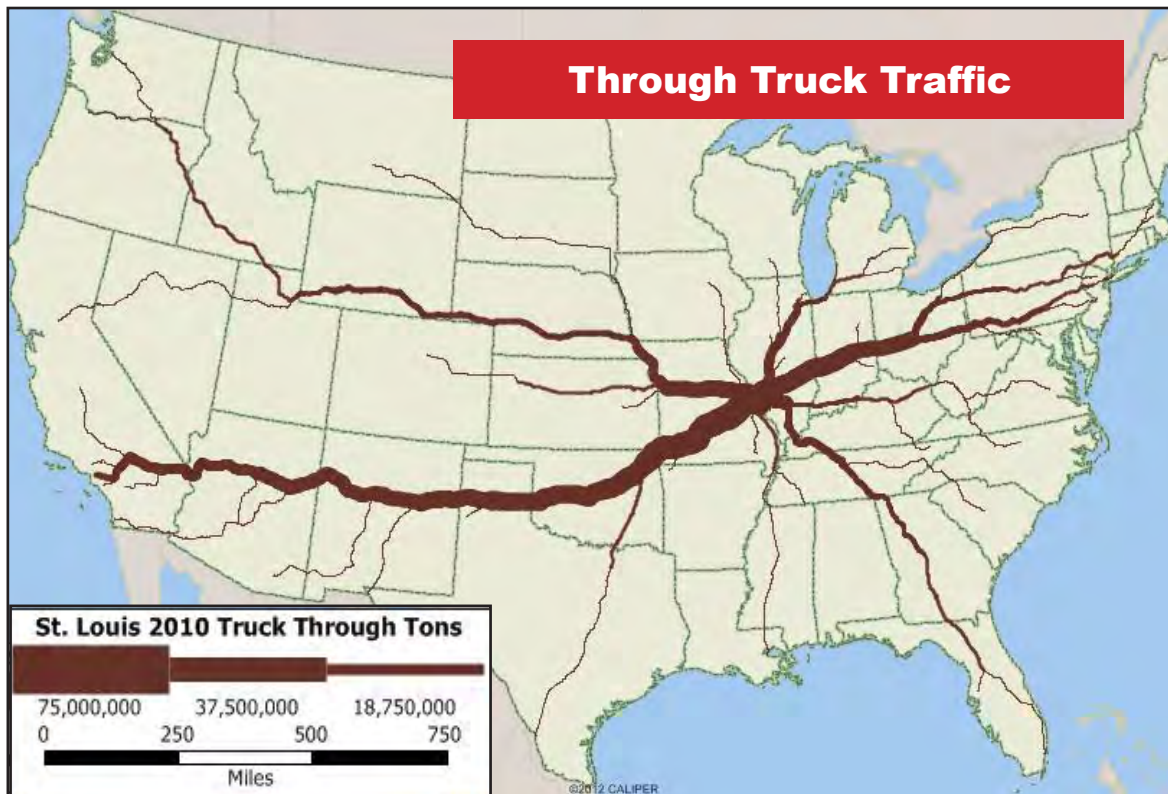 Through Truck Traffic
St. Louis 2010 Truck Through Tons
75,000,000 37,500,000 18,750,000
0 250 500 750
Miles
©2012 CALIPER